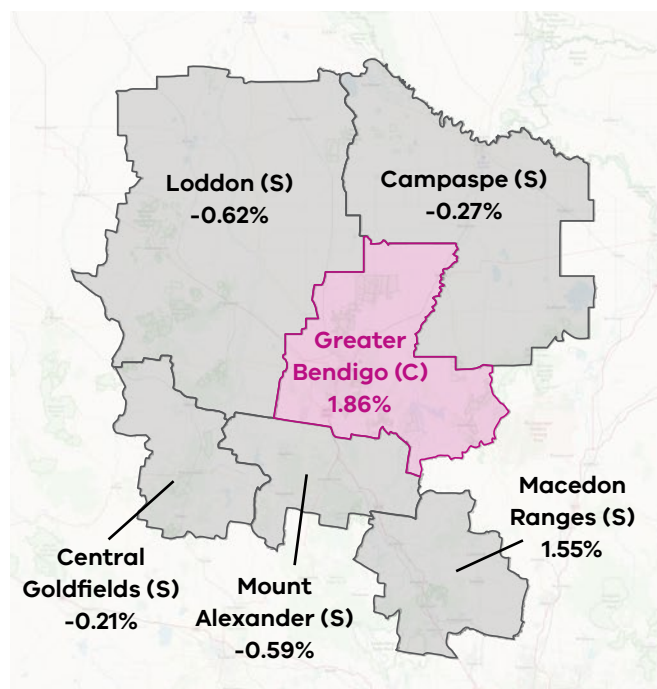 Loddon (S)
-0.62%
Campaspe (S)
-0.27%
Greater
Bendigo (C)
1.86%
Macedon
Ranges (S)
1.55%
Central
Goldfields (S)
-0.21%
Mount
Alexander (S)
-0.59%